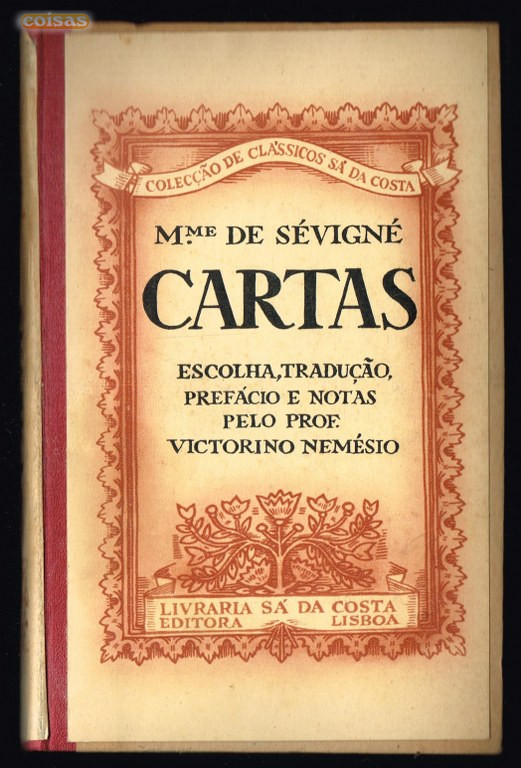 coisas
COLECÇÃO DE CLÁSSICOS SÁ DA COSTA
M.ME DE SÉVIGNÉ
CARTAS
ESCOLHA, TRADUÇÃO,
PREFÁCIO E NOTAS
PELO PROF.
VICTORINO NEMÉSIO
LIVRARIA SÁ DA COSTA
EDITORA LISBOA